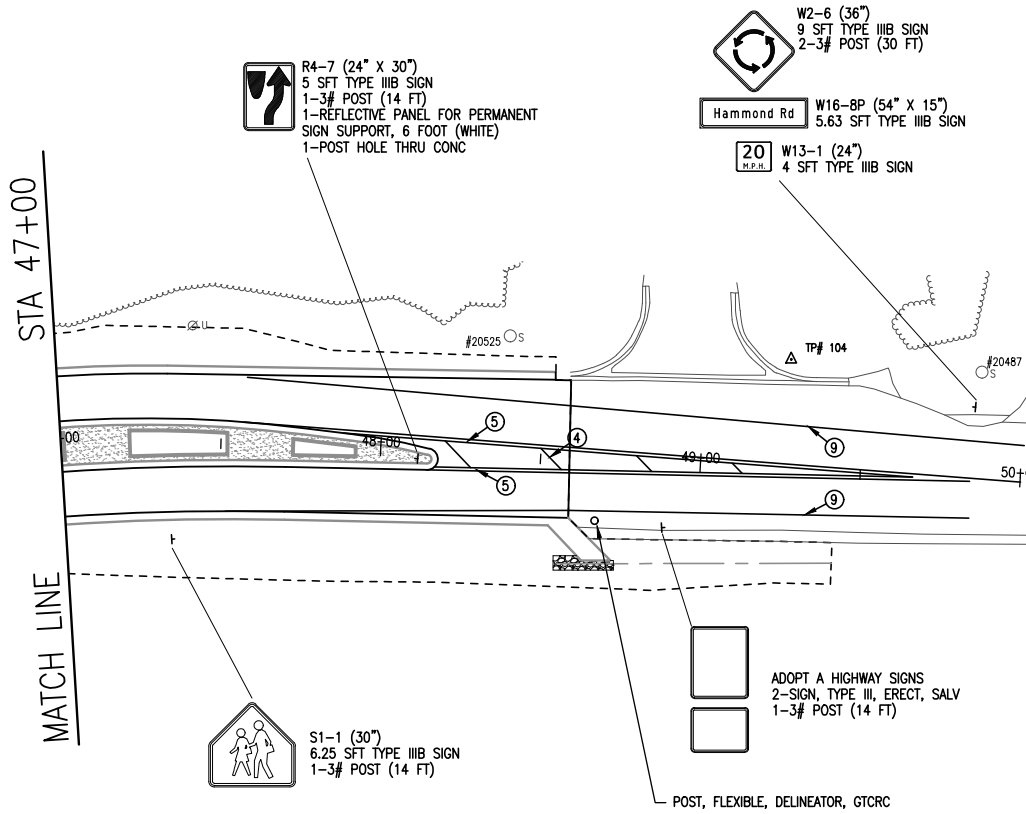 W2-6 (36")
9 SFT TYPE IIIB SIGN
2-3# POST (30 FT)
R4-7 (24" X 30")
5 SFT TYPE IIIB SIGN
1-3# POST (14 FT)
1-REFLECTIVE PANEL FOR PERMANENT
SIGN SUPPORT, 6 FOOT (WHITE)
1-POST HOLE THRU CONC
Hammond Rd
W16-8P (54" X 15")
5.63 SFT TYPE IIIB SIGN
20
M.P.H.
W13-1 (24")
4 SFT TYPE IIIB SIGN
STA 47+00
U
#20525
S
TP# 104
#20487
S
+00
48+00
5
4
9
49+00
50+
5
9
MATCH LINE
ADOPT A HIGHWAY SIGNS
2-SIGN, TYPE III, ERECT, SALV
1-3# POST (14 FT)
S1-1 (30")
6.25 SFT TYPE IIIB SIGN
1-3# POST (14 FT)
POST, FLEXIBLE, DELINEATOR, GTCRC